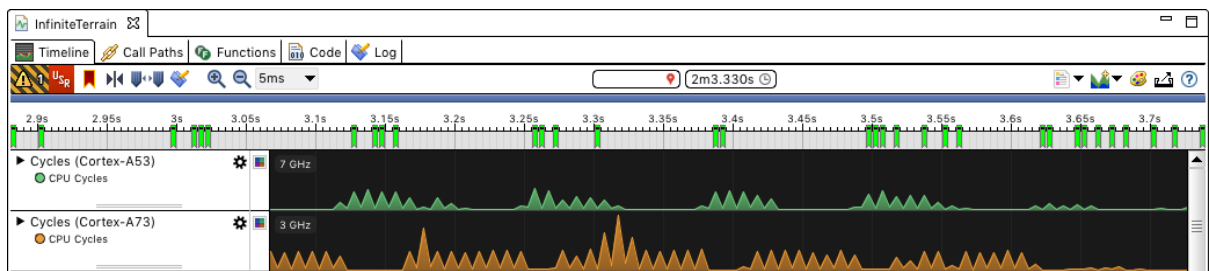 InfiniteTerrain
Timeline Call Paths Functions 010 Code Log
1 USR 5ms 2m3.330s ?
2.9s 2.95s 3s 3.05s 3.1s 3.15s 3.2s 3.25s 3.3s 3.35s 3.4s 3.45s 3.5s 3.55s 3.6s 3.65s 3.7s
Cycles (Cortex-A53) 7 GHz
CPU Cycles
Cycles (Cortex-A73) 3 GHz
CPU Cycles